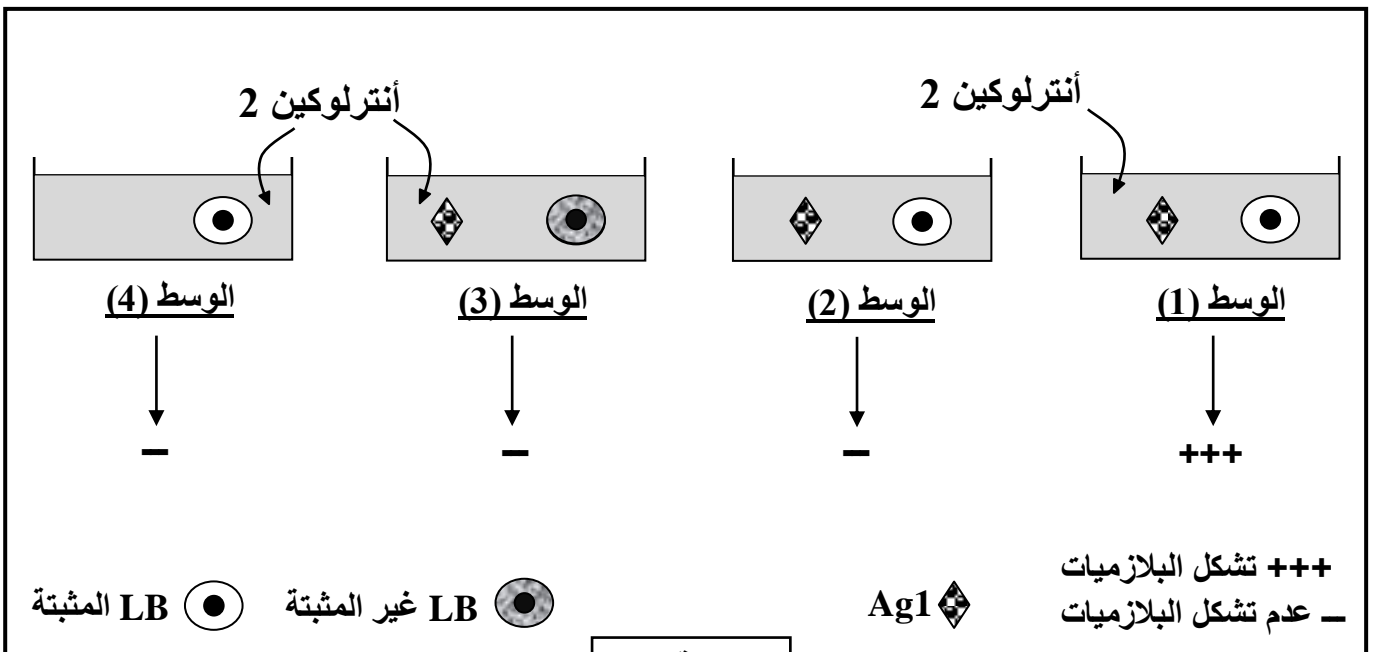 أنترلوكين 2
أنترلوكين 2
الوسط (1)
الوسط (2)
الوسط (3)
الوسط (4)
+++
–
–
–
+++ تشكل البلازميات
– عدم تشكل البلازميات
Ag1
LB غير المثبتة
LB المثبتة